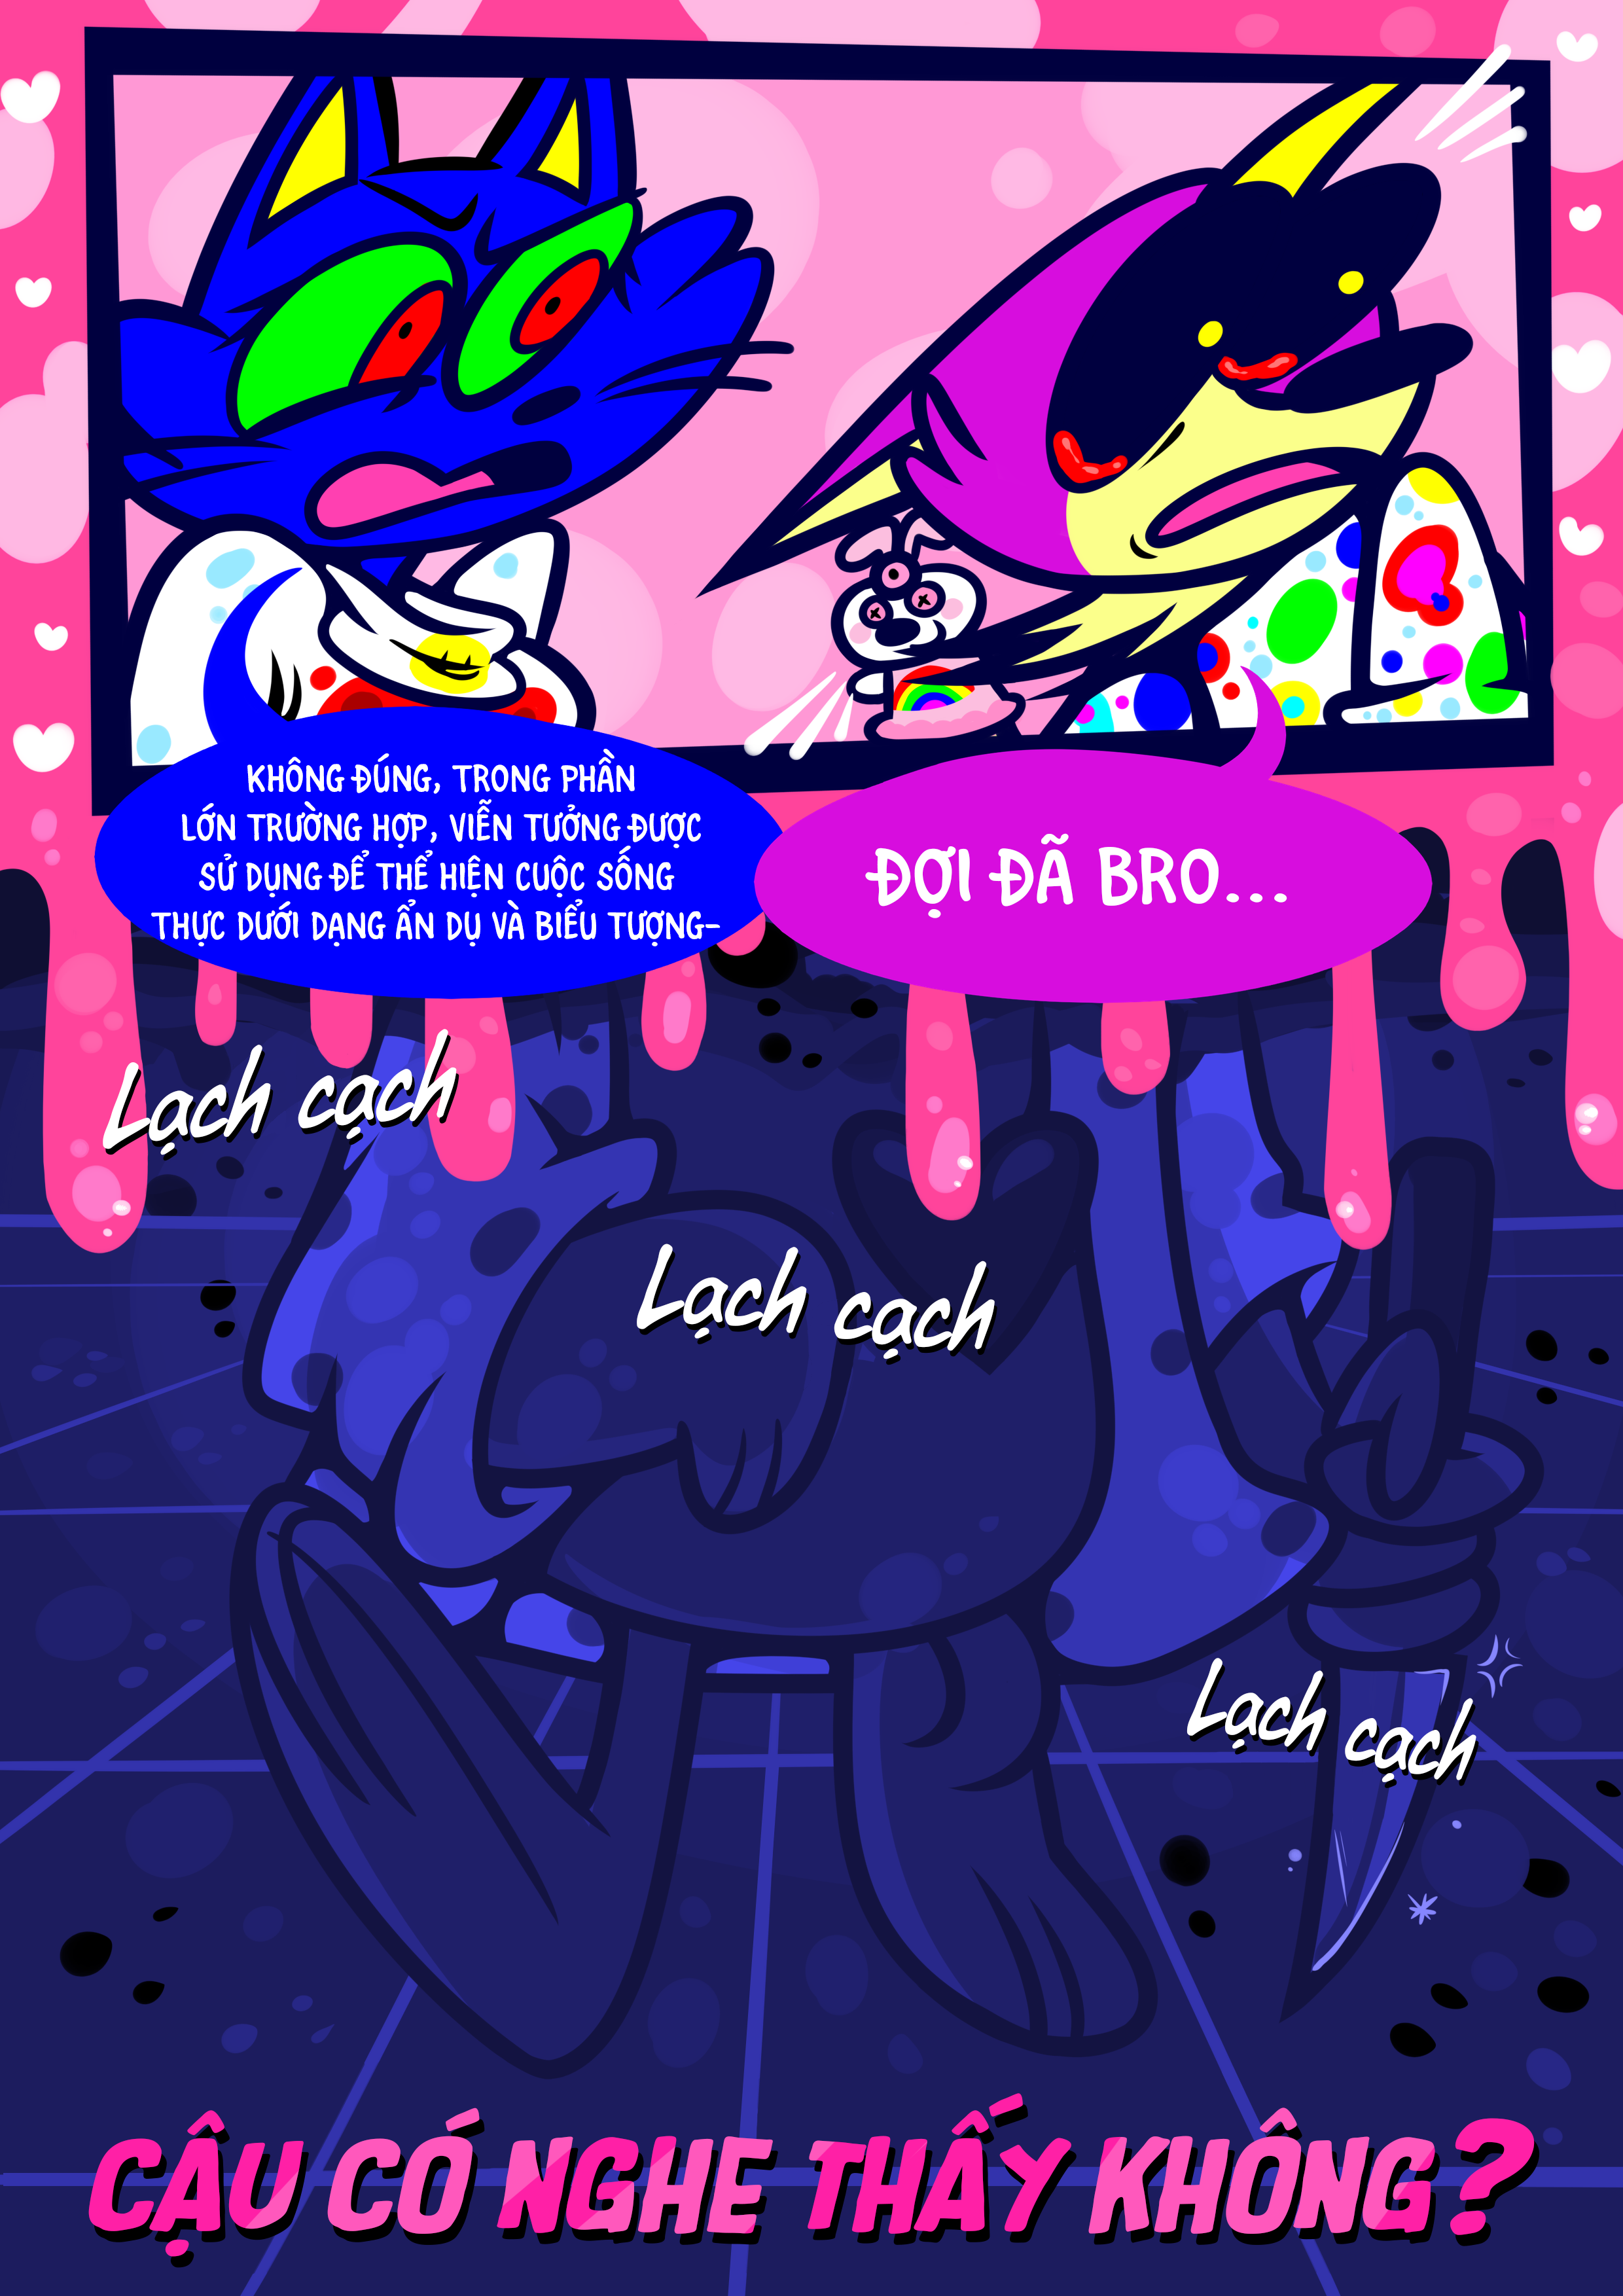 KHÔNG ĐÚNG, TRONG PHẦN
LỚN TRƯỜNG HỢP, VIỄN TƯỞNG ĐƯỢC
SỬ DỤNG ĐỂ THỂ HIỆN CUỘC SỐNG
THỰC DƯỚI DẠNG ẨN DỤ VÀ BIỂU TƯỢNG-
ĐỢI ĐÃ BRO...
Lạch cạch
Lạch cạch
Lạch cạch
CẬU CÓ NGHE THẤY KHÔNG?